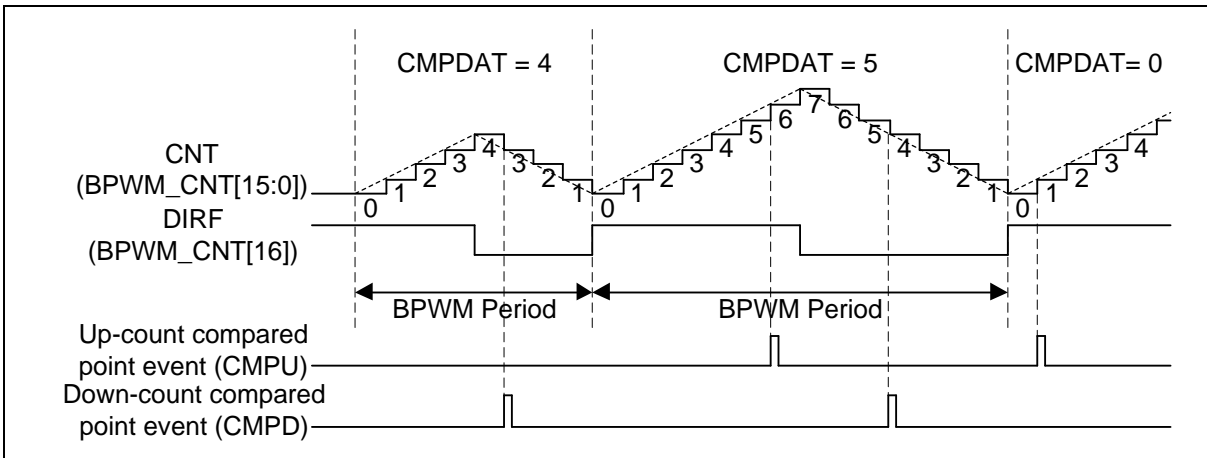 CMPDAT = 4 CMPDAT = 5 CMPDAT= 0
CNT
(BPWM_CNT[15:0])
0 1 2 3 4 3 2 1 0 1 2 3 4 5 6 7 6 5 4 3 2 1 0 1 2 3 4
DIRF
(BPWM_CNT[16])
BPWM Period BPWM Period
Up-count compared
point event (CMPU)
Down-count compared
point event (CMPD)